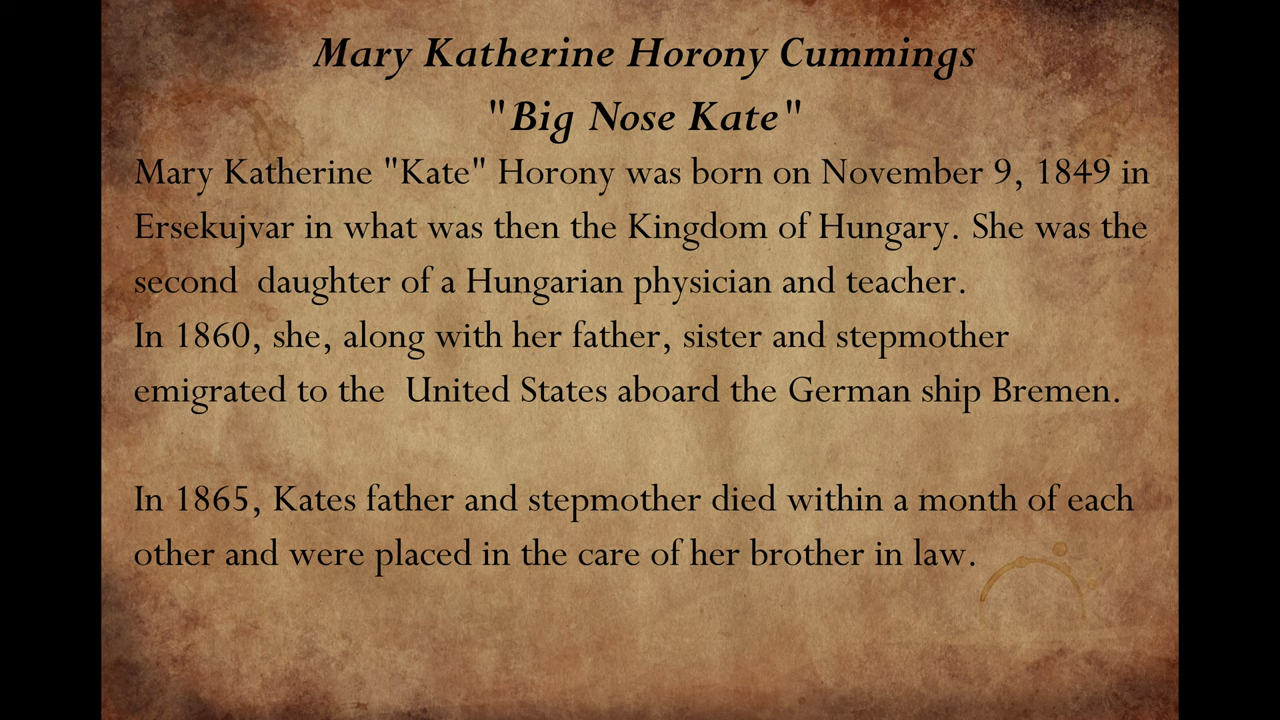 Mary Katherine Horony Cummings
"Big Nose Kate"
Mary Katherine "Kate" Horony was born on November 9, 1849 in
Ersekujvar in what was then the Kingdom of Hungary. She was the
second  daughter of a Hungarian physician and teacher.
In 1860, she, along with her father, sister and stepmother
emigrated to the  United States aboard the German ship Bremen.
In 1865, Kates father and stepmother died within a month of each
other and were placed in the care of her brother in law.